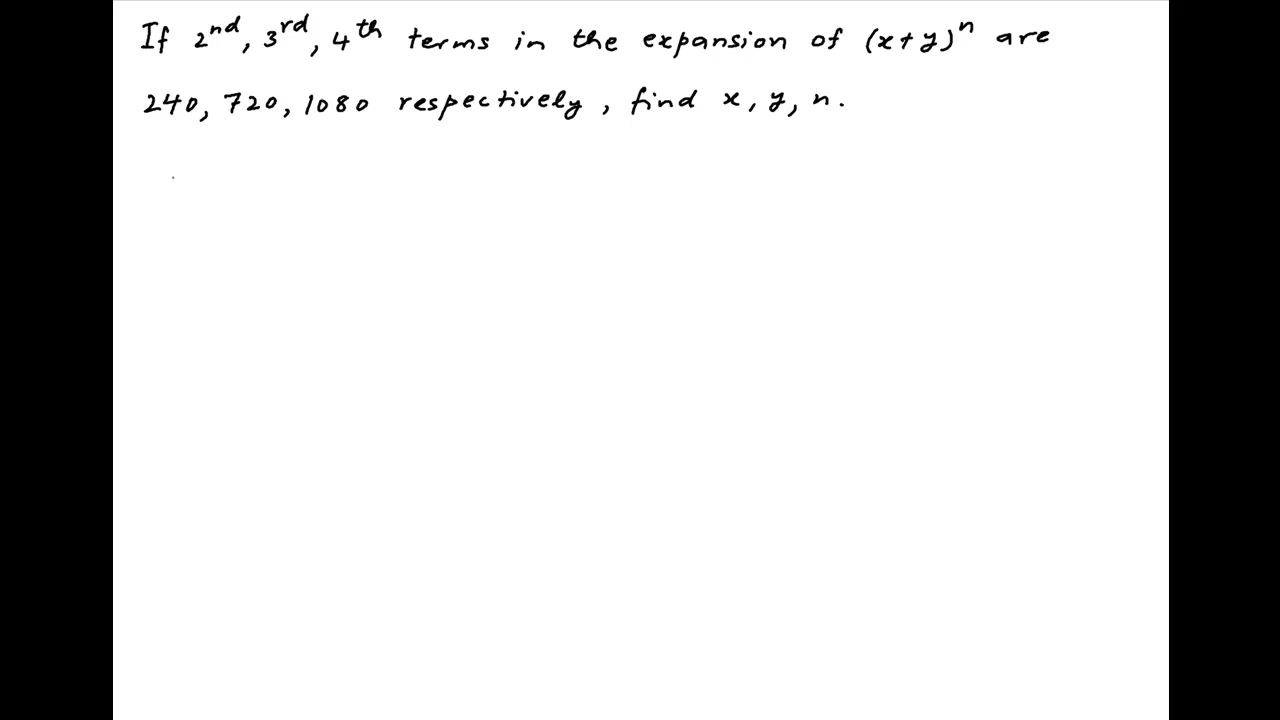 If 2nd, 3rd, 4th terms in the expansion of (x+y)^n are
240, 720, 1080 respectively, find x, y, n.